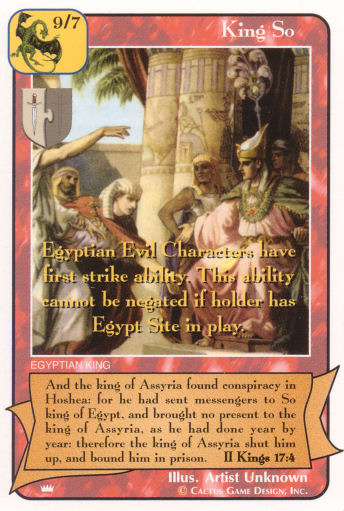 King So
9/7
Egyptian Evil Characters have
first strike ability. This ability
cannot be negated if holder has
Egypt Site in play.
EGYPTIAN KING
And the king of Assyria found conspiracy in
Hoshea: for he had sent messengers to So
king of Egypt, and brought no present to the
king of Assyria, as he had done year by
year: therefore the king of Assyria shut him
up, and bound him in prison. II Kings 17:4
Illus. Artist Unknown
© Cactus Game Design, Inc.